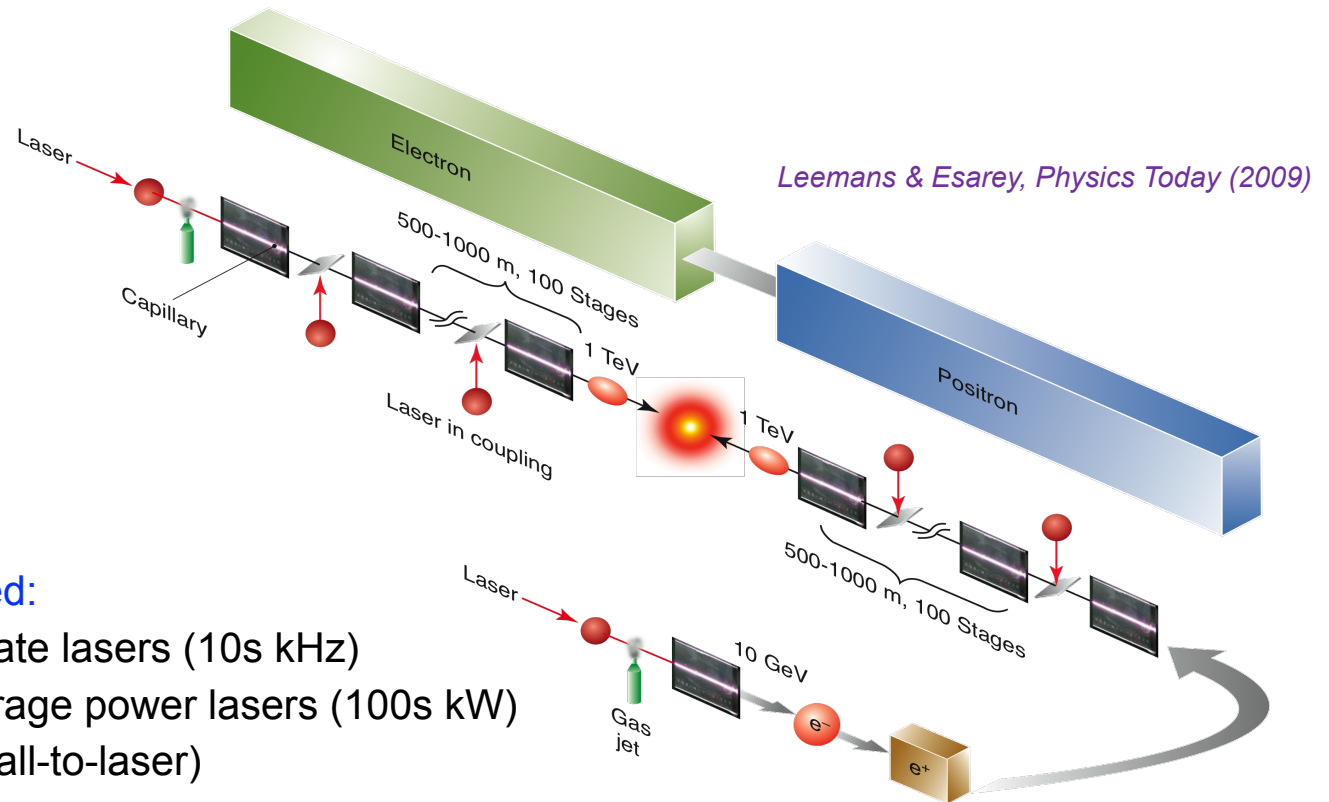 Laser
Electron
Leemans & Esarey, Physics Today (2009)
500-1000 m, 100 Stages
Capillary
1 TeV
Laser in coupling
Positron
1 TeV
500-1000 m, 100 Stages
Laser
10 GeV
Gas
jet
e–
e+
ed:
ate lasers (10s kHz)
rage power lasers (100s kW)
all-to-laser)